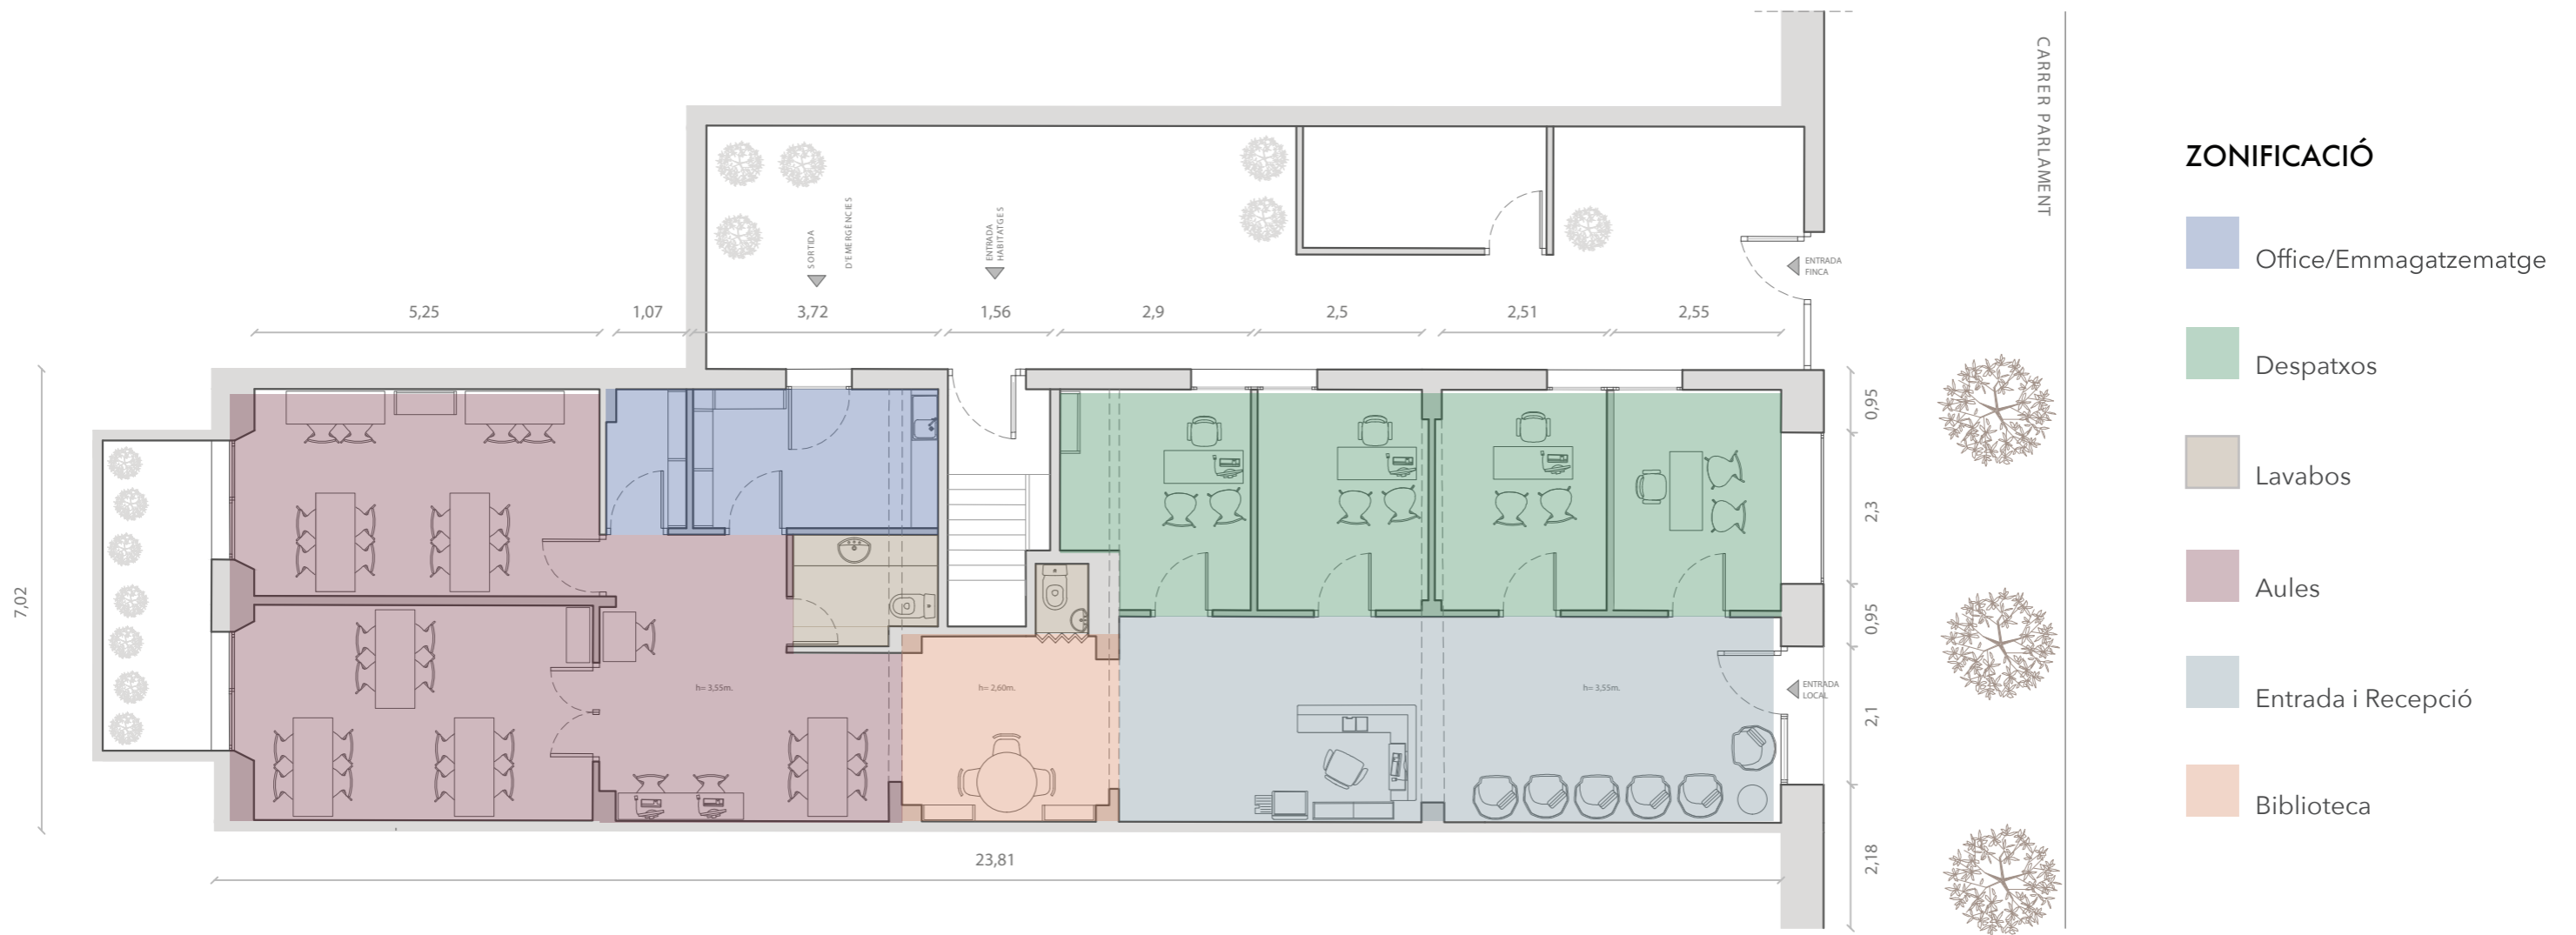 CARRER PARLAMENT
ZONIFICACIÓ
Office/Emmagatzematge
Despatxos
Lavabos
Aules
Entrada i Recepció
Biblioteca
SORTIDA
D'EMERGÈNCIES
ENTRADA
HABITATGES
ENTRADA
FINCA
5,25
1,07
3,72
1,56
2,9
2,5
2,51
2,55
0,95
2,3
0,95
2,1
2,18
7,02
h= 3,55m.
h= 2,60m.
h= 3,55m.
ENTRADA
LOCAL
23,81